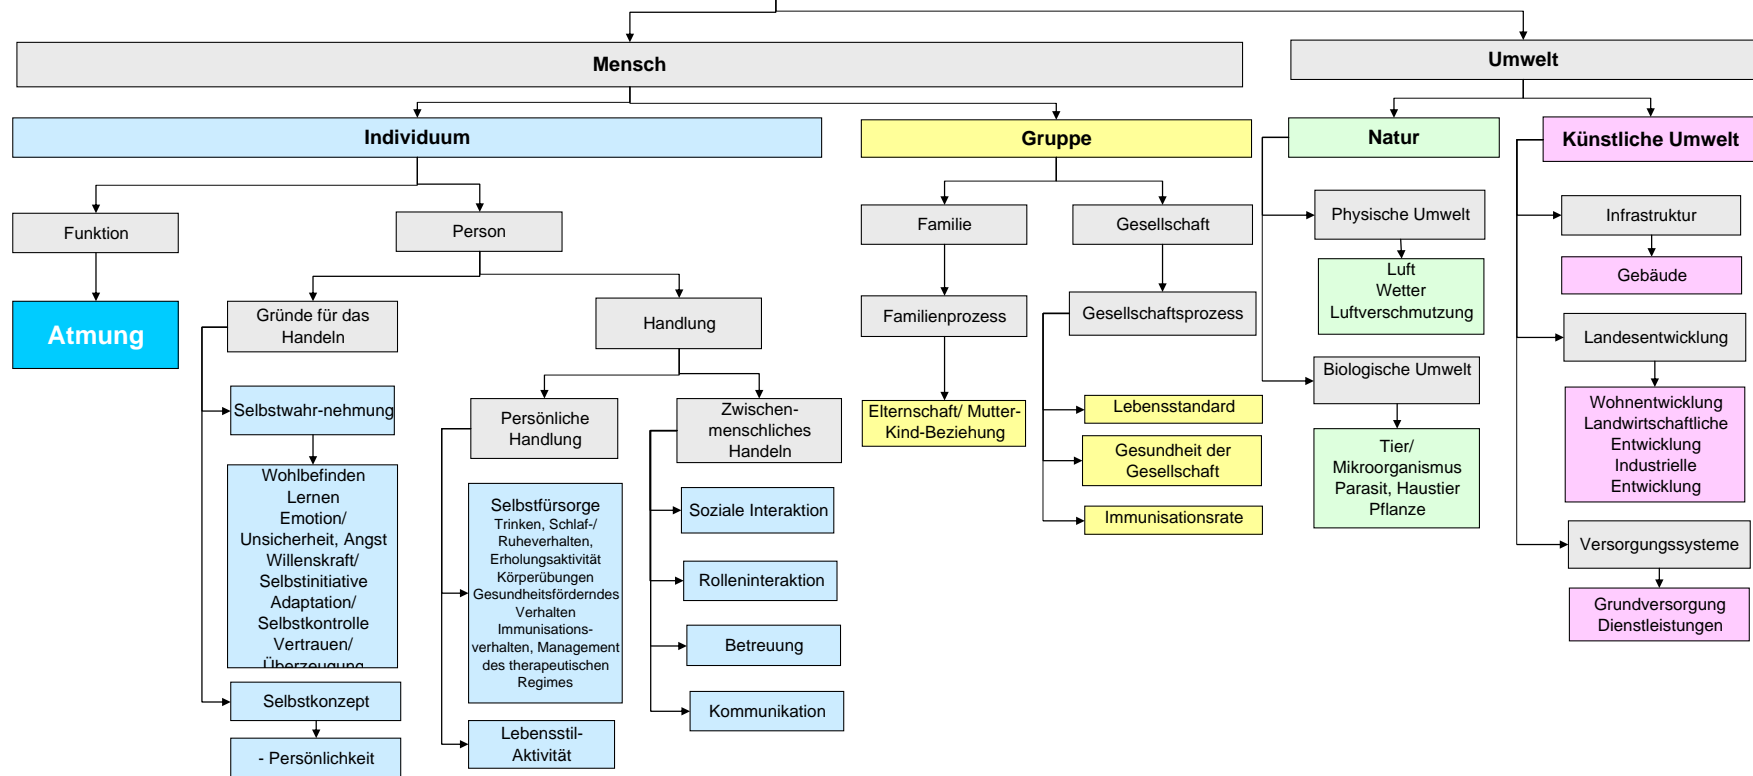 Mensch
Umwelt
Individuum
Gruppe
Natur
Künstliche Umwelt
Funktion
Person
Familie
Gesellschaft
Physische Umwelt
Infrastruktur
Atmung
Gründe für das
Handeln
Handlung
Familienprozess
Gesellschaftsprozess
Luft
Wetter
Luftverschmutzung
Gebäude
Landesentwicklung
Selbstwahr-nehmung
Persönliche
Handlung
Zwischen-
menschliches
Handeln
Elternschaft/ Mutter-
Kind-Beziehung
Lebensstandard
Gesundheit der
Gesellschaft
Immunisationsrate
Biologische Umwelt
Tier/
Mikroorganismus
Parasit, Haustier
Pflanze
Wohnentwicklung
Landwirtschaftliche
Entwicklung
Industrielle
Entwicklung
Versorgungssysteme
Grundversorgung
Dienstleistungen
Wohlbefinden
Lernen
Emotion/
Unsicherheit, Angst
Willenskraft/
Selbstinitiative
Adaptation/
Selbstkontrolle
Vertrauen/
Überzeugung
Selbstfürsorge
Trinken, Schlaf-/
Ruheverhalten,
Erholungsaktivität
Körperübungen
Gesundheitsförderndes
Verhalten
Immunisations-
verhalten, Management
des therapeutischen
Regimes
Soziale Interaktion
Rolleninteraktion
Betreuung
Kommunikation
Selbstkonzept
- Persönlichkeit
Lebensstil-
Aktivität